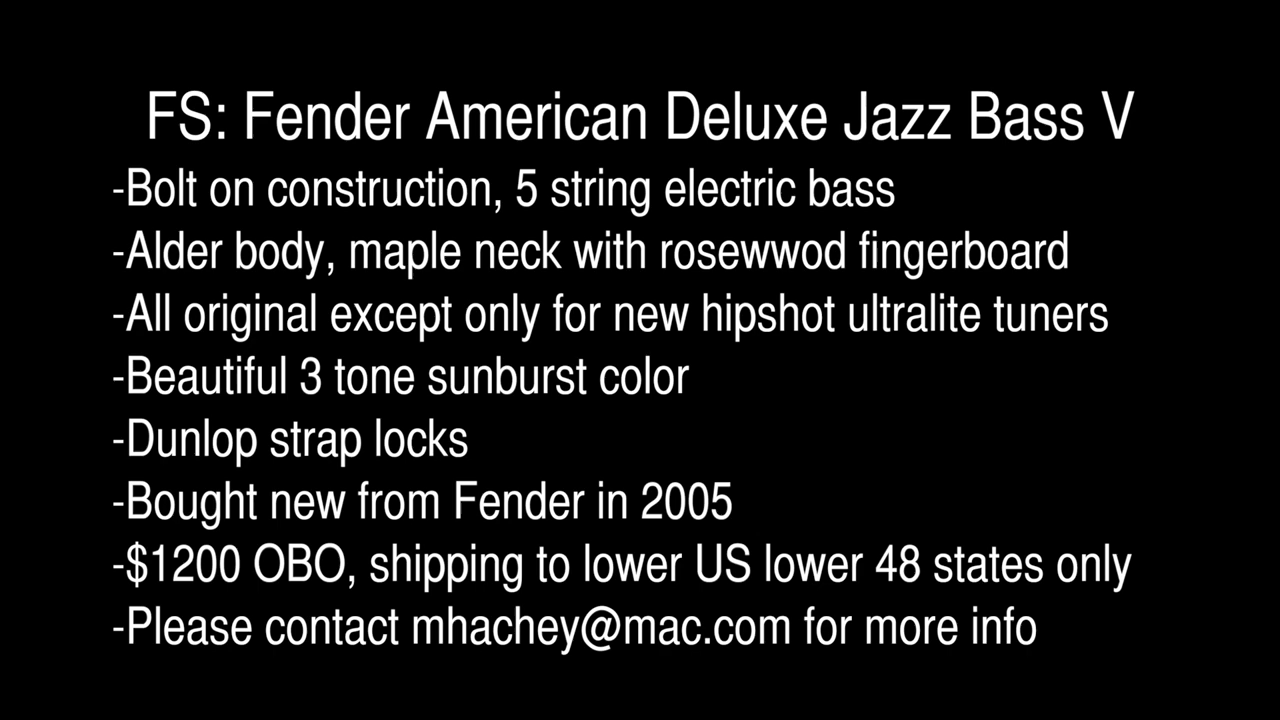 FS: Fender American Deluxe Jazz Bass V
-Bolt on construction, 5 string electric bass
-Alder body, maple neck with rosewwod fingerboard
-All original except only for new hipshot ultralite tuners
-Beautiful 3 tone sunburst color
-Dunlop strap locks
-Bought new from Fender in 2005
-$1200 OBO, shipping to lower US lower 48 states only
-Please contact mhachey@mac.com for more info